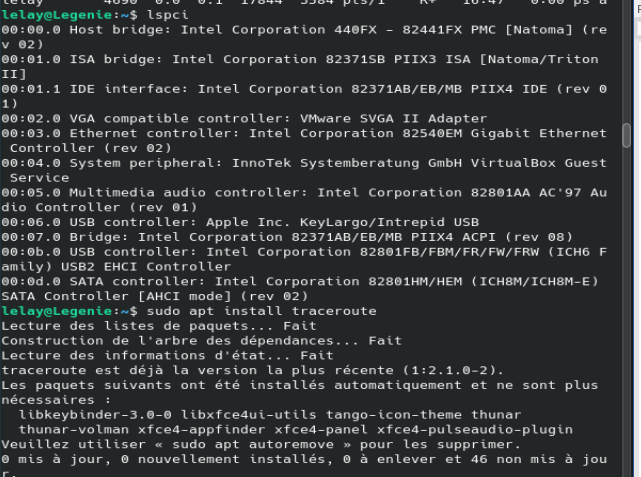 lelay@Legenie:~$ lspci
00:00.0 Host bridge: Intel Corporation 440FX - 82441FX PMC [Natoma] (re
v 02)
00:01.0 ISA bridge: Intel Corporation 82371SB PIIX3 ISA [Natoma/Triton
II]
00:01.1 IDE interface: Intel Corporation 82371AB/EB/MB PIIX4 IDE (rev 0
1)
00:02.0 VGA compatible controller: VMware SVGA II Adapter
00:03.0 Ethernet controller: Intel Corporation 82540EM Gigabit Ethernet
Controller (rev 02)
00:04.0 System peripheral: InnoTek Systemberatung GmbH VirtualBox Guest
Service
00:05.0 Multimedia audio controller: Intel Corporation 82801AA AC'97 Au
dio Controller (rev 01)
00:06.0 USB controller: Apple Inc. KeyLargo/Intrepid USB
00:07.0 Bridge: Intel Corporation 82371AB/EB/MB PIIX4 ACPI (rev 08)
00:0b.0 USB controller: Intel Corporation 82801FB/FBM/FR/FW/FRW (ICH6 F
amily) USB2 EHCI Controller
00:0d.0 SATA controller: Intel Corporation 82801HM/HEM (ICH8M/ICH8M-E)
SATA Controller [AHCI mode] (rev 02)
lelay@Legenie:~$ sudo apt install traceroute
Lecture des listes de paquets... Fait
Construction de l'arbre des dépendances... Fait
Lecture des informations d'état... Fait
traceroute est déjà la version la plus récente (1:2.1.0-2).
Les paquets suivants ont été installés automatiquement et ne sont plus
nécessaires :
libkeybinder-3.0-0 libxfce4ui-utils tango-icon-theme thunar
thunar-volman xfce4-appfinder xfce4-panel xfce4-pulseaudio-plugin
Veuillez utiliser « sudo apt autoremove » pour les supprimer.
0 mis à jour, 0 nouvellement installés, 0 à enlever et 46 non mis à jou
r.